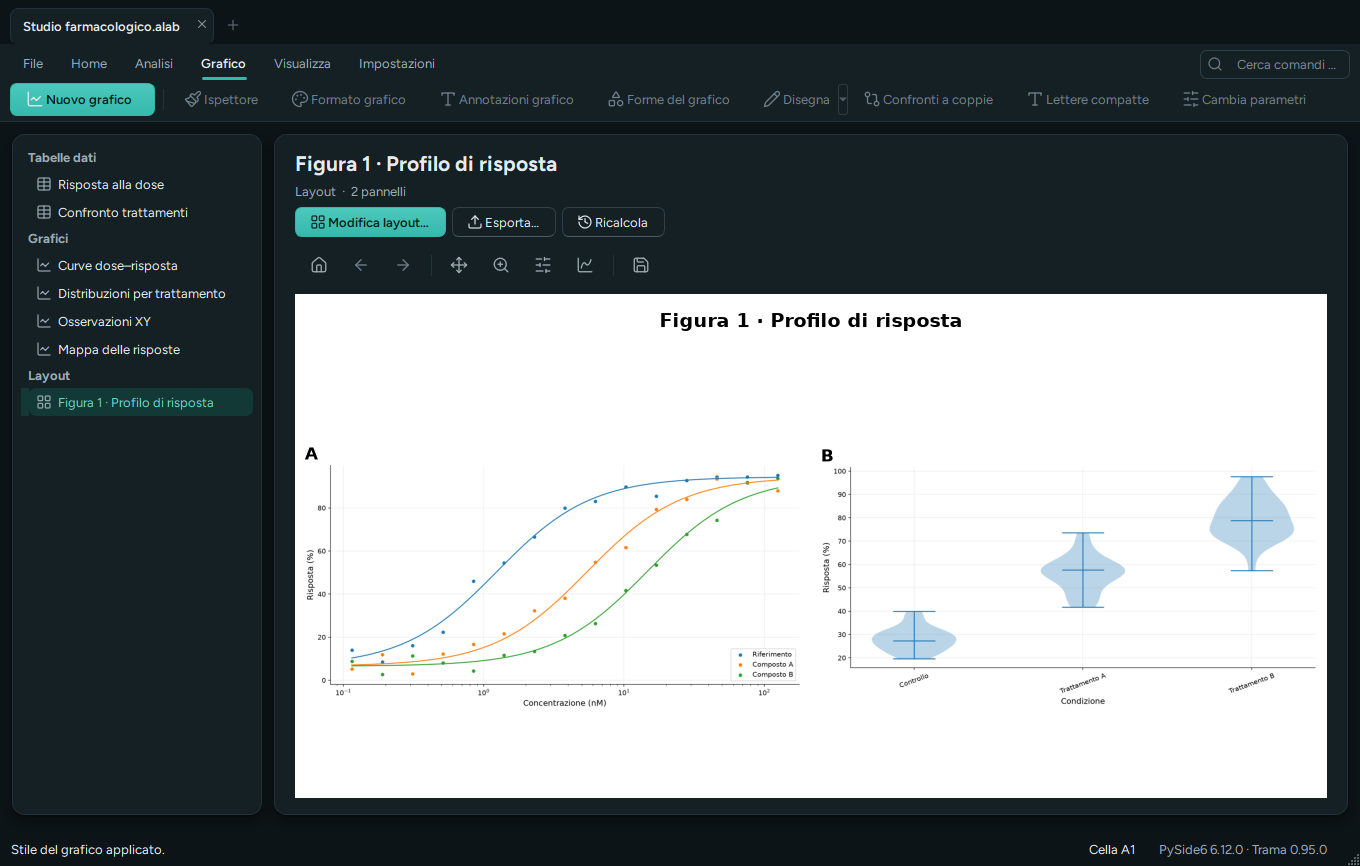 Studio farmacologico.alab
File Home Analisi Grafico Visualizza Impostazioni Cerca comandi ...
Nuovo grafico Ispettore Formato grafico Annotazioni grafico Forme del grafico Disegna Confronti a coppie Lettere compatte Cambia parametri
Tabelle dati
Risposta alla dose
Confronto trattamenti
Grafici
Curve dose–risposta
Distribuzioni per trattamento
Osservazioni XY
Mappa delle risposte
Layout
Figura 1 · Profilo di risposta
Figura 1 · Profilo di risposta
Layout · 2 pannelli
Modifica layout... Esporta... Ricalcola
Figura 1 · Profilo di risposta
A
Risposta (%)
80
60
40
20
0
10⁻¹ 10⁰ 10¹ 10²
Concentrazione (nM)
Riferimento
Composto A
Composto B
B
Risposta (%)
100
90
80
70
60
50
40
30
20
Controllo Trattamento A Trattamento B
Condizione
Stile del grafico applicato. Cella A1 PySide6 6.12.0 · Trama 0.95.0